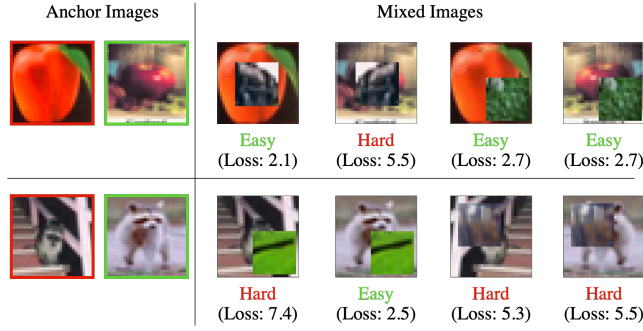 Anchor Images Mixed Images
Easy Hard Easy Easy
(Loss: 2.1) (Loss: 5.5) (Loss: 2.7) (Loss: 2.7)
Hard Easy Hard Hard
(Loss: 7.4) (Loss: 2.5) (Loss: 5.3) (Loss: 5.5)